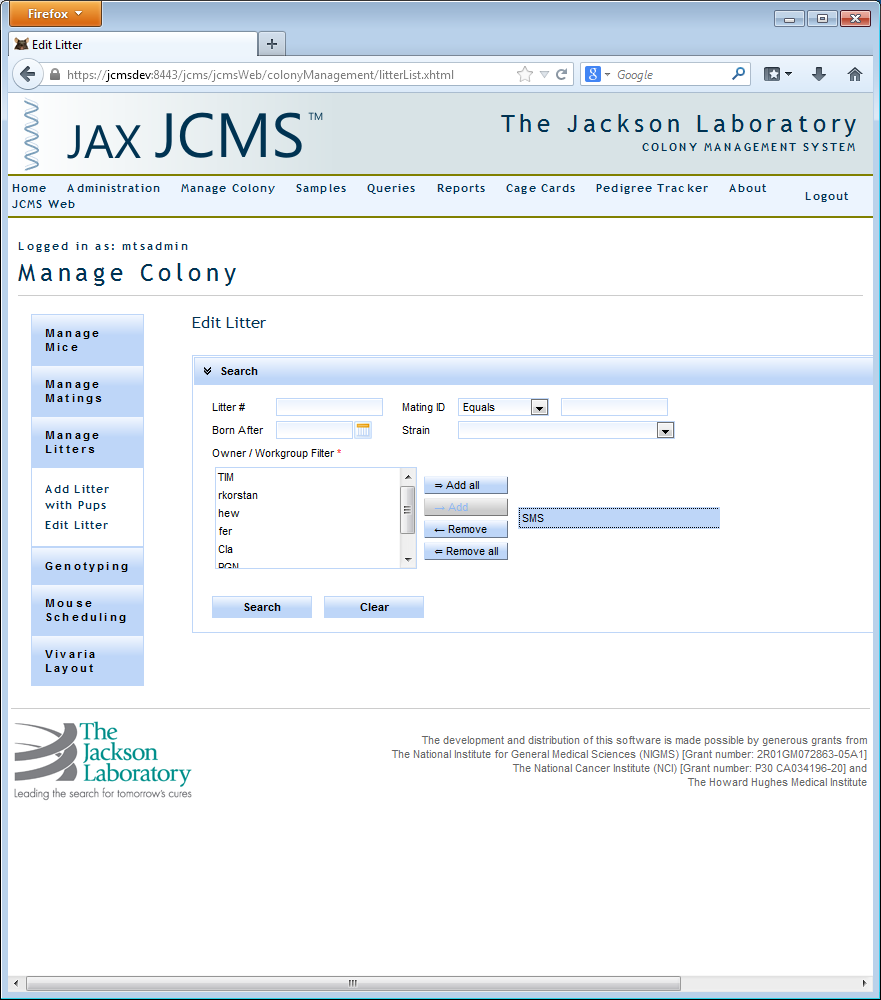 Firefox
Edit Litter
https://jcmsdev:8443/jcms/jcmsWeb/colonyManagement/litterList.xhtml
Google
JAX JCMS™
The Jackson Laboratory
COLONY MANAGEMENT SYSTEM
Home Administration Manage Colony Samples Queries Reports Cage Cards Pedigree Tracker About
JCMS Web
Logout
Logged in as: mtsadmin
Manage Colony
Manage
Mice
Manage
Matings
Manage
Litters
Add Litter
with Pups
Edit Litter
Genotyping
Mouse
Scheduling
Vivaria
Layout
Edit Litter
Search
Litter # Mating ID Equals
Born After Strain
Owner / Workgroup Filter *
TIM
rkorstan
hew
fer
Cla
PGN
⇒ Add all
→ Add
← Remove
⇐ Remove all
SMS
Search Clear
The
Jackson
Laboratory
Leading the search for tomorrow's cures
The development and distribution of this software is made possible by generous grants from
The National Institute for General Medical Sciences (NIGMS) [Grant number: 2R01GM072863-05A1]
The National Cancer Institute (NCI) [Grant number: P30 CA034196-20] and
The Howard Hughes Medical Institute